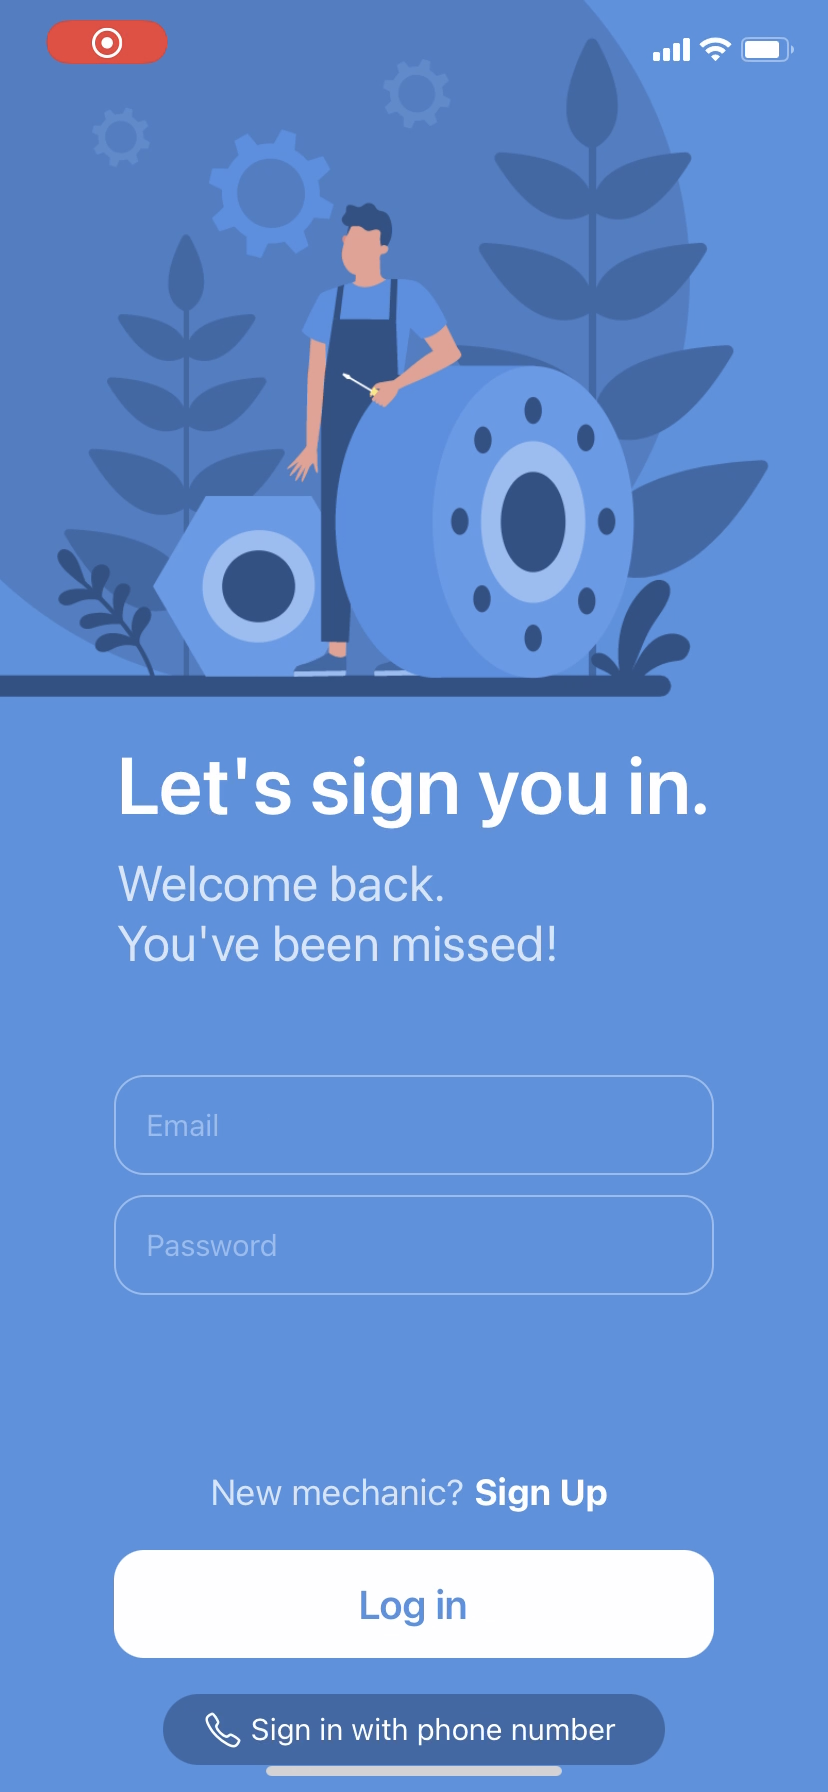 Let's sign you in.
Welcome back.
You've been missed!
Email
Password
New mechanic? Sign Up
Log in
Sign in with phone number